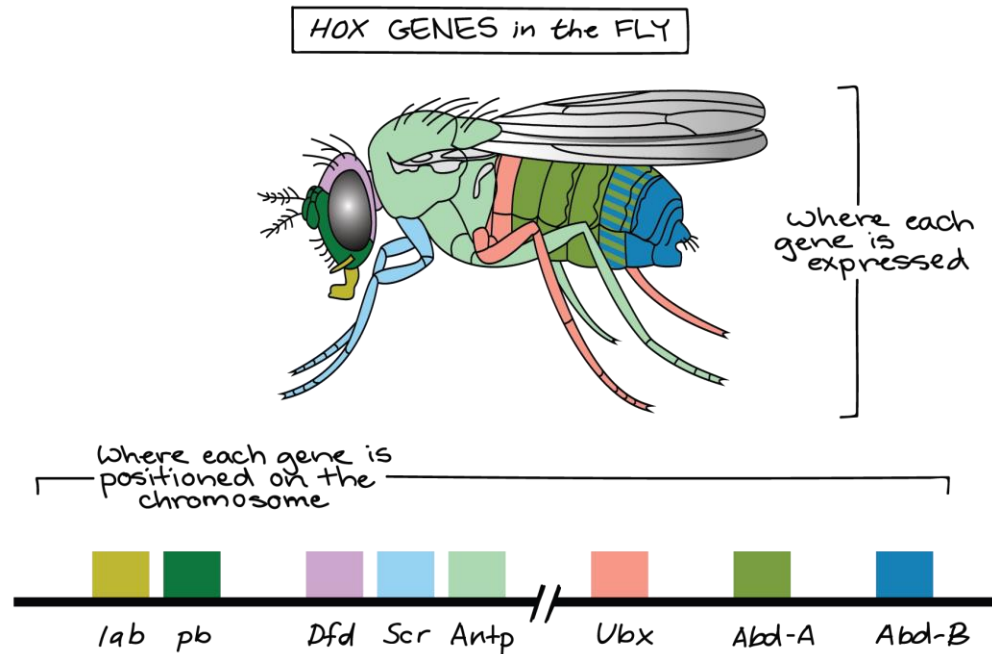 HOX GENES in the FLY
where each
gene is
expressed
where each gene is
positioned on the
chromosome
lab pb Dfd Scr Antp Ubx Abd-A Abd-B